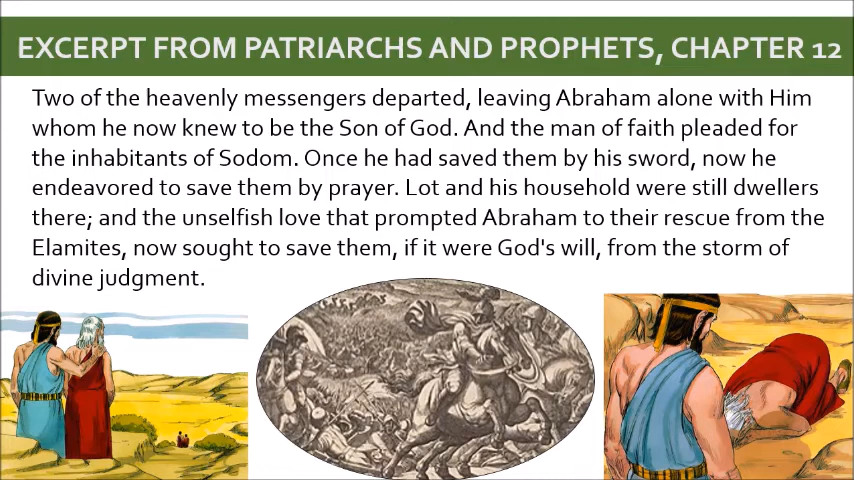 EXCERPT FROM PATRIARCHS AND PROPHETS, CHAPTER 12
Two of the heavenly messengers departed, leaving Abraham alone with Him
whom he now knew to be the Son of God. And the man of faith pleaded for
the inhabitants of Sodom. Once he had saved them by his sword, now he
endeavored to save them by prayer. Lot and his household were still dwellers
there; and the unselfish love that prompted Abraham to their rescue from the
Elamites, now sought to save them, if it were God's will, from the storm of
divine judgment.